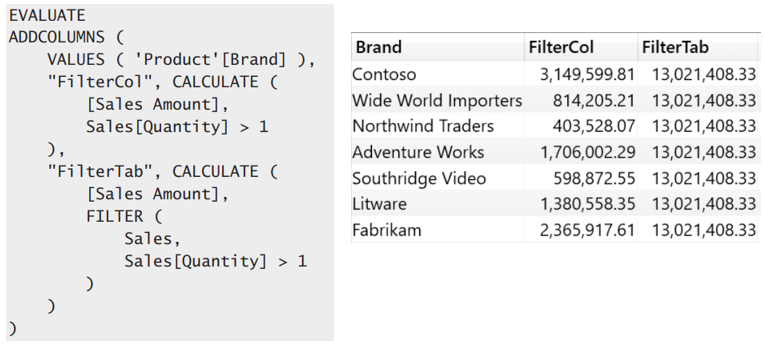 EVALUATE
ADDCOLUMNS (
    VALUES ( 'Product'[Brand] ),
    "FilterCol", CALCULATE (
        [Sales Amount],
        Sales[Quantity] > 1
    ),
    "FilterTab", CALCULATE (
        [Sales Amount],
        FILTER (
            Sales,
            Sales[Quantity] > 1
        )
    )
)
Brand FilterCol FilterTab
Contoso 3,149,599.81 13,021,408.33
Wide World Importers 814,205.21 13,021,408.33
Northwind Traders 403,528.07 13,021,408.33
Adventure Works 1,706,002.29 13,021,408.33
Southridge Video 598,872.55 13,021,408.33
Litware 1,380,558.35 13,021,408.33
Fabrikam 2,365,917.61 13,021,408.33